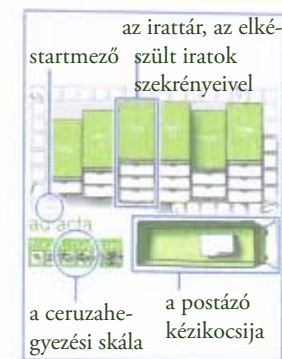 az irattár, az elké-
startmező szült iratok
szekrényeivel
ad acta
a ceruzahe- a postázó
gyezési skála kézikocsija